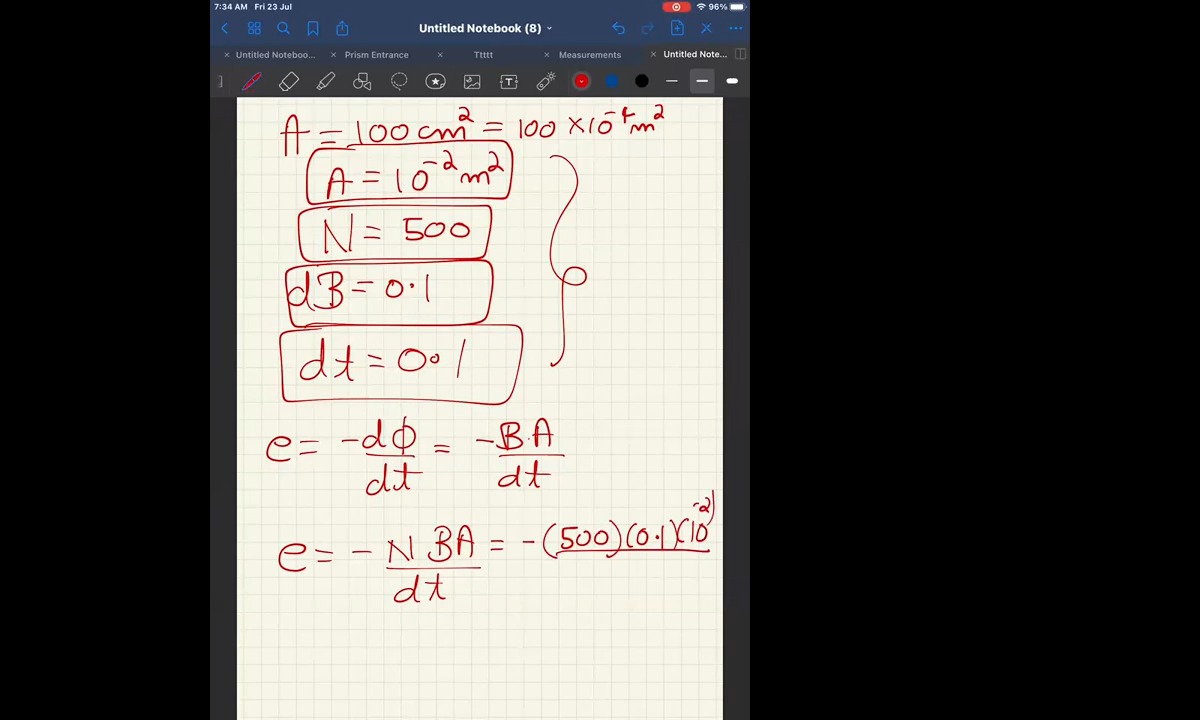 7:34 AM Fri 23 Jul 96%
Untitled Notebook (8)
Untitled Noteboo... Prism Entrance Ttttt Measurements Untitled Note...
A = 100 cm² = 100 × 10⁻⁴ m²
A = 10⁻² m²
N = 500
dB = 0.1
dt = 0.1
e = -dϕ/dt = -B.A/dt
e = - NBA/dt = -(500)(0.1)(10⁻²)